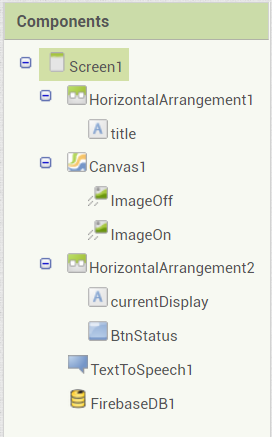 Components
Screen1
HorizontalArrangement1
A title
Canvas1
ImageOff
ImageOn
HorizontalArrangement2
A currentDisplay
BtnStatus
TextToSpeech1
FirebaseDB1